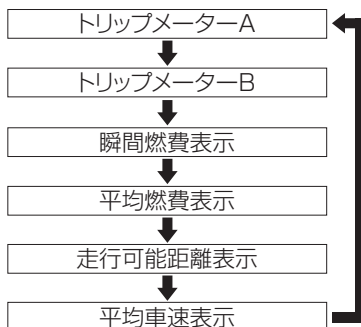 トリップメーターA
トリップメーターB
瞬間燃費表示
平均燃費表示
走行可能距離表示
平均車速表示